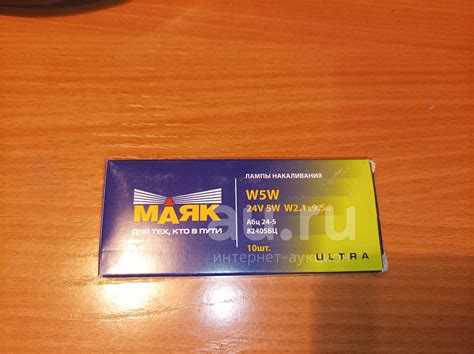 МАЯК
ДЛЯ ТЕХ, КТО В ПУТИ
ЛАМПЫ НАКАЛИВАНИЯ
W5W
24V 5W W2.1x9.5d
Абц 24-5
82405БЦ
10шт.
ULTRA
.ru